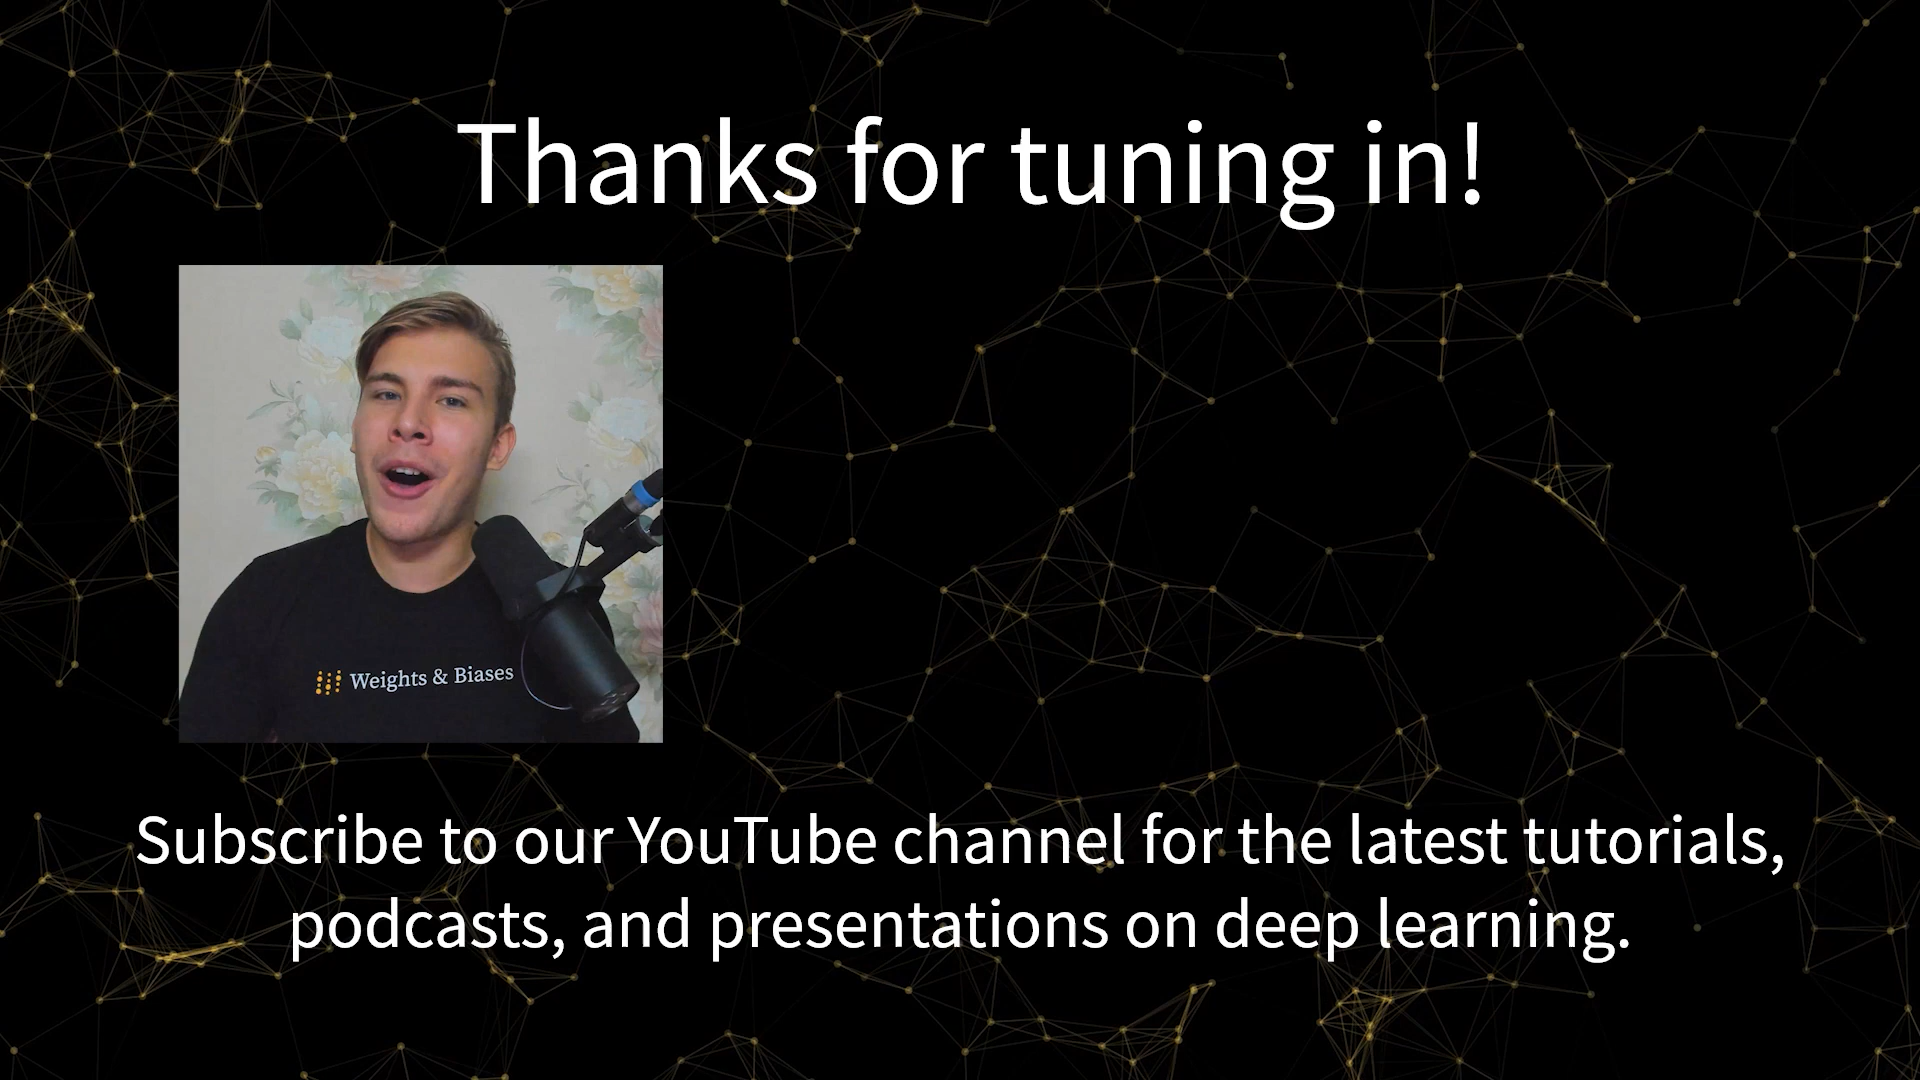 Thanks for tuning in!
Weights & Biases
Subscribe to our YouTube channel for the latest tutorials,
podcasts, and presentations on deep learning.